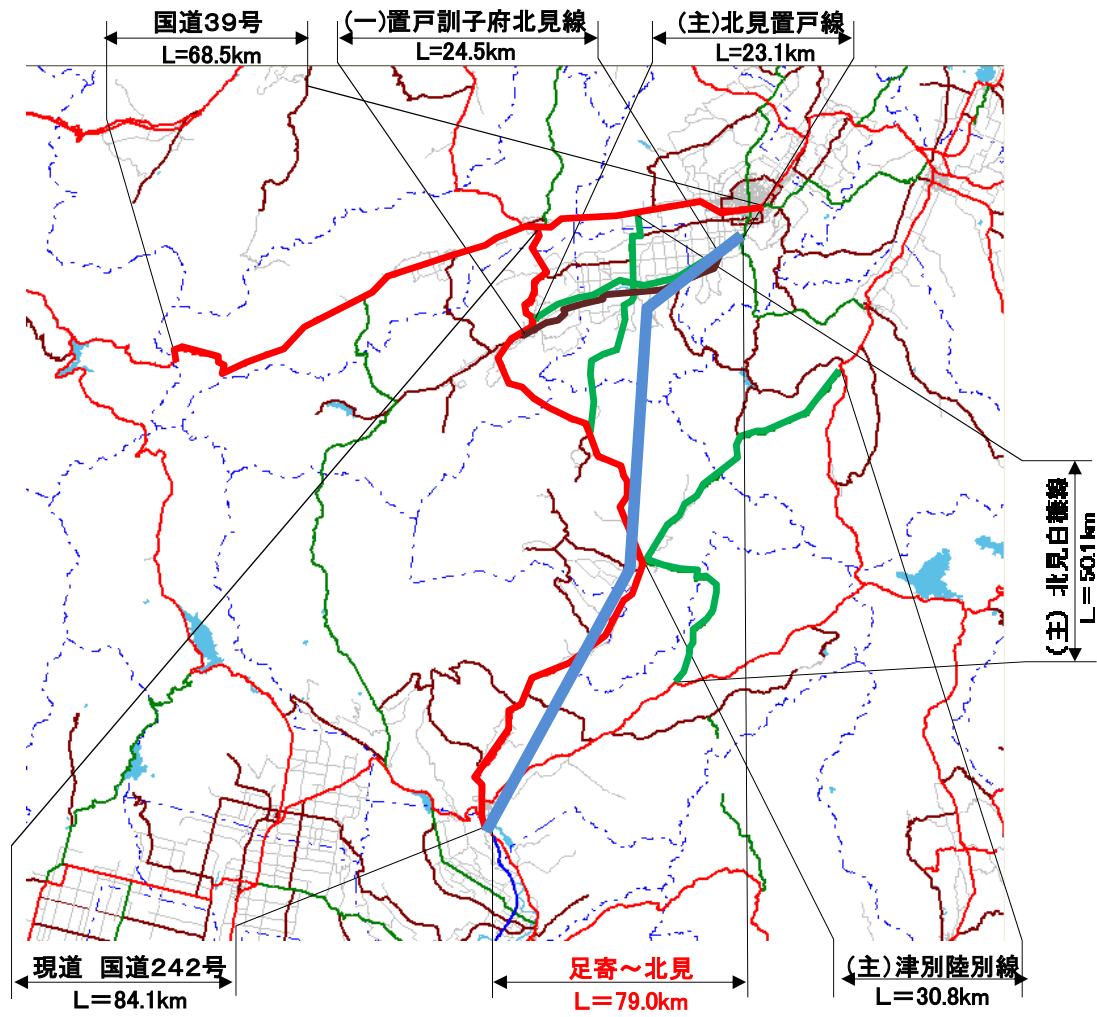 国道39号
L=68.5km
(一)置戸訓子府北見線
L=24.5km
(主)北見置戸線
L=23.1km
(主) 北見白糠線
L=50.1km
現道 国道242号
L=84.1km
足寄～北見
L=79.0km
(主)津別陸別線
L=30.8km